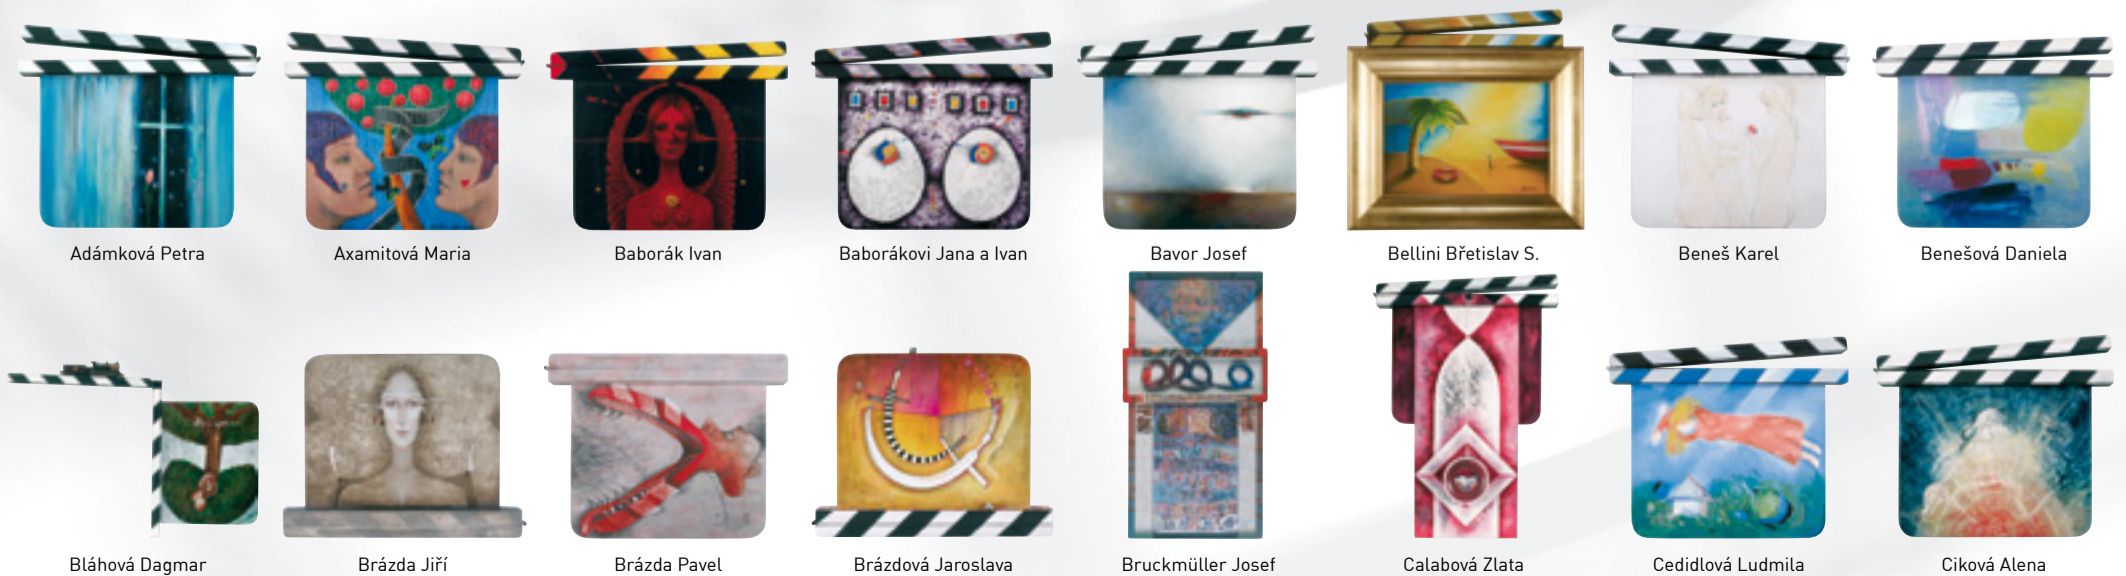 Adámková Petra
Axamitová Maria
Baborák Ivan
Baborákovi Jana a Ivan
Bavor Josef
Bellini Břetislav S.
Beneš Karel
Benešová Daniela
Bláhová Dagmar
Brázda Jiří
Brázda Pavel
Brázdová Jaroslava
Bruckmüller Josef
Calabová Zlata
Cedidlová Ludmila
Ciková Alena